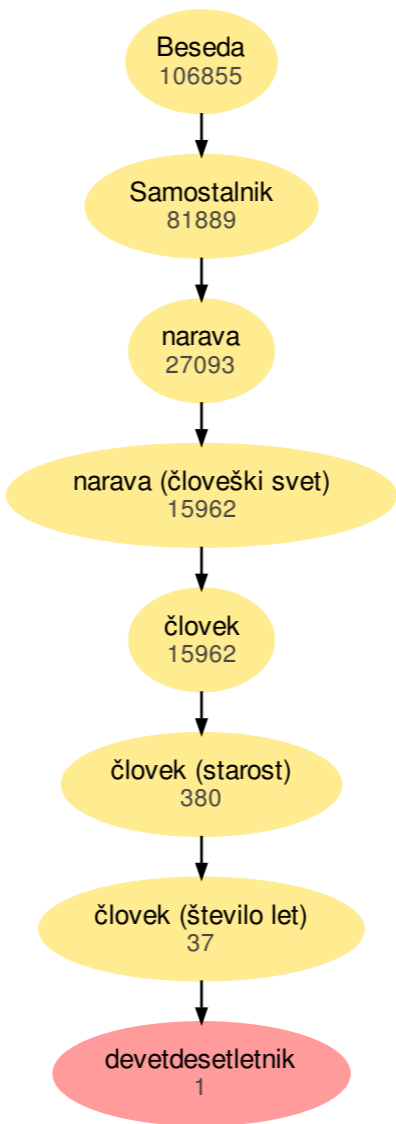 Beseda
106855
Samostalnik
81889
narava
27093
narava (človeški svet)
15962
človek
15962
človek (starost)
380
človek (število let)
37
devetdesetletnik
1